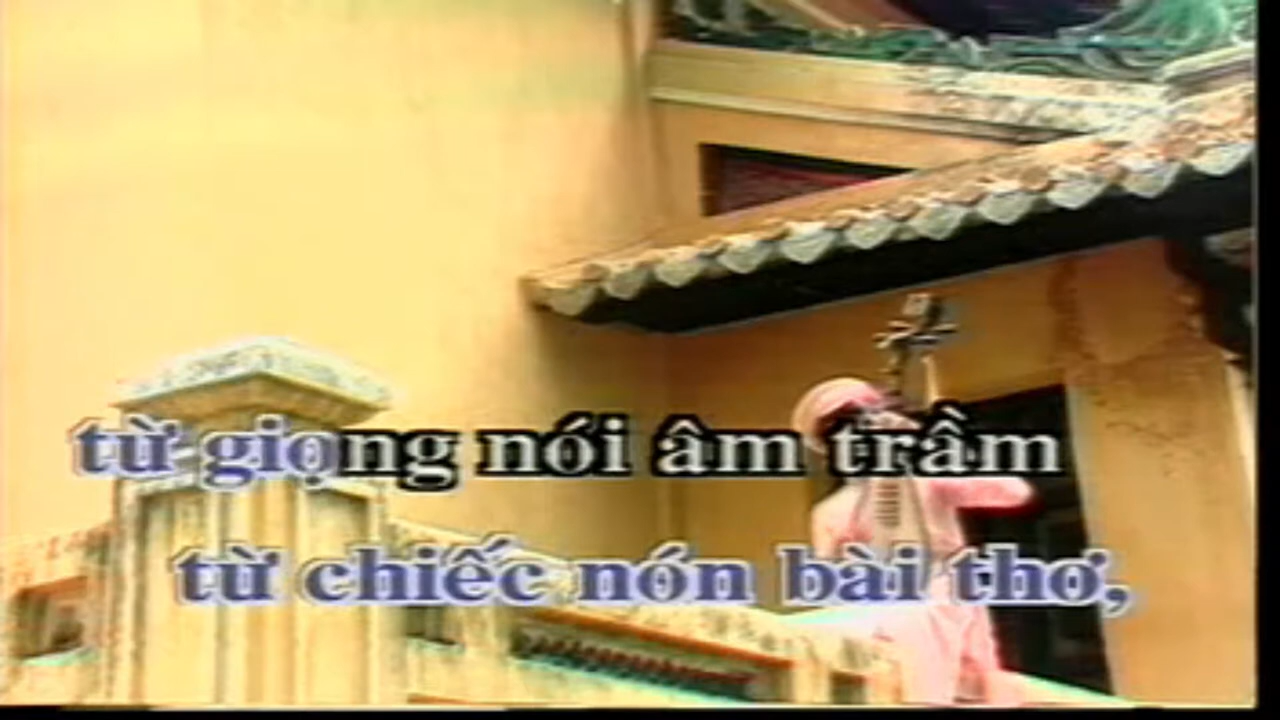 từ giọng nói âm trầm
từ chiếc nón bài thơ,